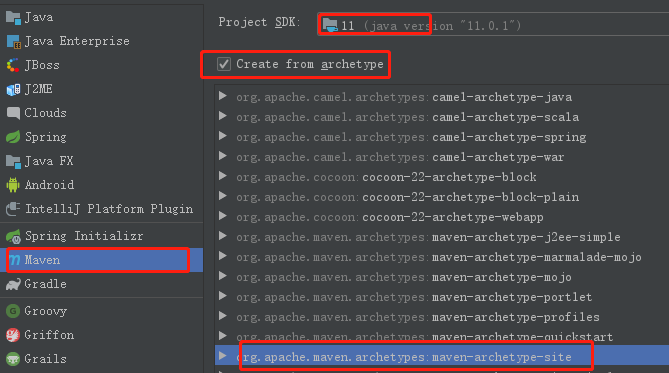 Java
Java Enterprise
JBoss
J2ME
Clouds
Spring
Java FX
Android
IntelliJ Platform Plugin
Spring Initializr
Maven
Gradle
Groovy
Griffon
Grails
Project SDK: 11 (java version "11.0.1")
Create from archetype
org.apache.camel.archetypes:camel-archetype-java
org.apache.camel.archetypes:camel-archetype-scala
org.apache.camel.archetypes:camel-archetype-spring
org.apache.camel.archetypes:camel-archetype-war
org.apache.cocoon:cocoon-22-archetype-block
org.apache.cocoon:cocoon-22-archetype-block-plain
org.apache.cocoon:cocoon-22-archetype-webapp
org.apache.maven.archetypes:maven-archetype-j2ee-simple
org.apache.maven.archetypes:maven-archetype-marmalade-mojo
org.apache.maven.archetypes:maven-archetype-mojo
org.apache.maven.archetypes:maven-archetype-portlet
org.apache.maven.archetypes:maven-archetype-profiles
org.apache.maven.archetypes:maven-archetype-quickstart
org.apache.maven.archetypes:maven-archetype-site